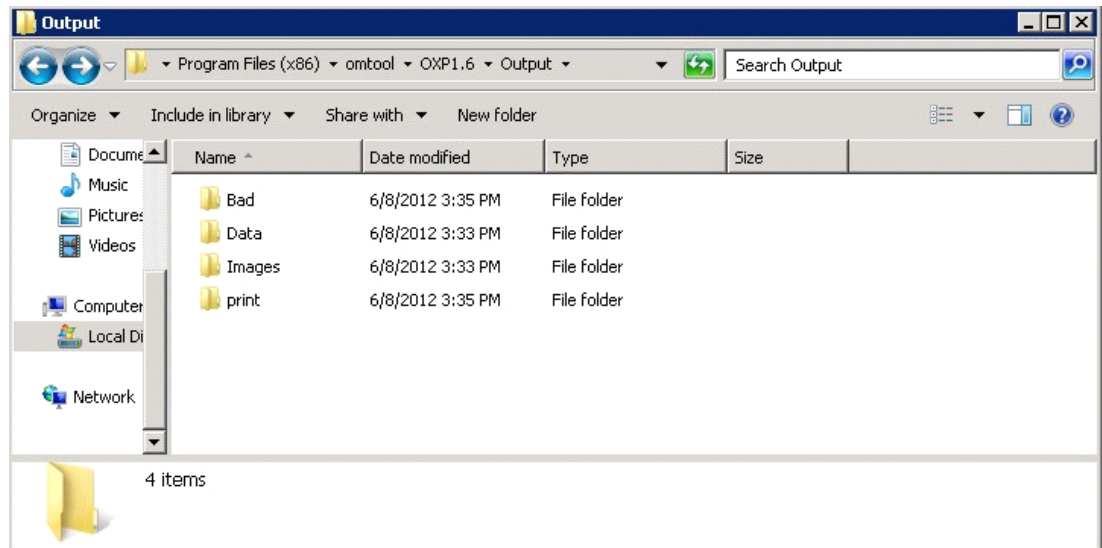 Output
Program Files (x86) omtool OXP1.6 Output
Search Output
Organize Include in library Share with New folder
Docume
Music
Pictures
Videos
Computer
Local Di
Network
Name Date modified Type Size
Bad 6/8/2012 3:35 PM File folder
Data 6/8/2012 3:33 PM File folder
Images 6/8/2012 3:33 PM File folder
print 6/8/2012 3:35 PM File folder
4 items